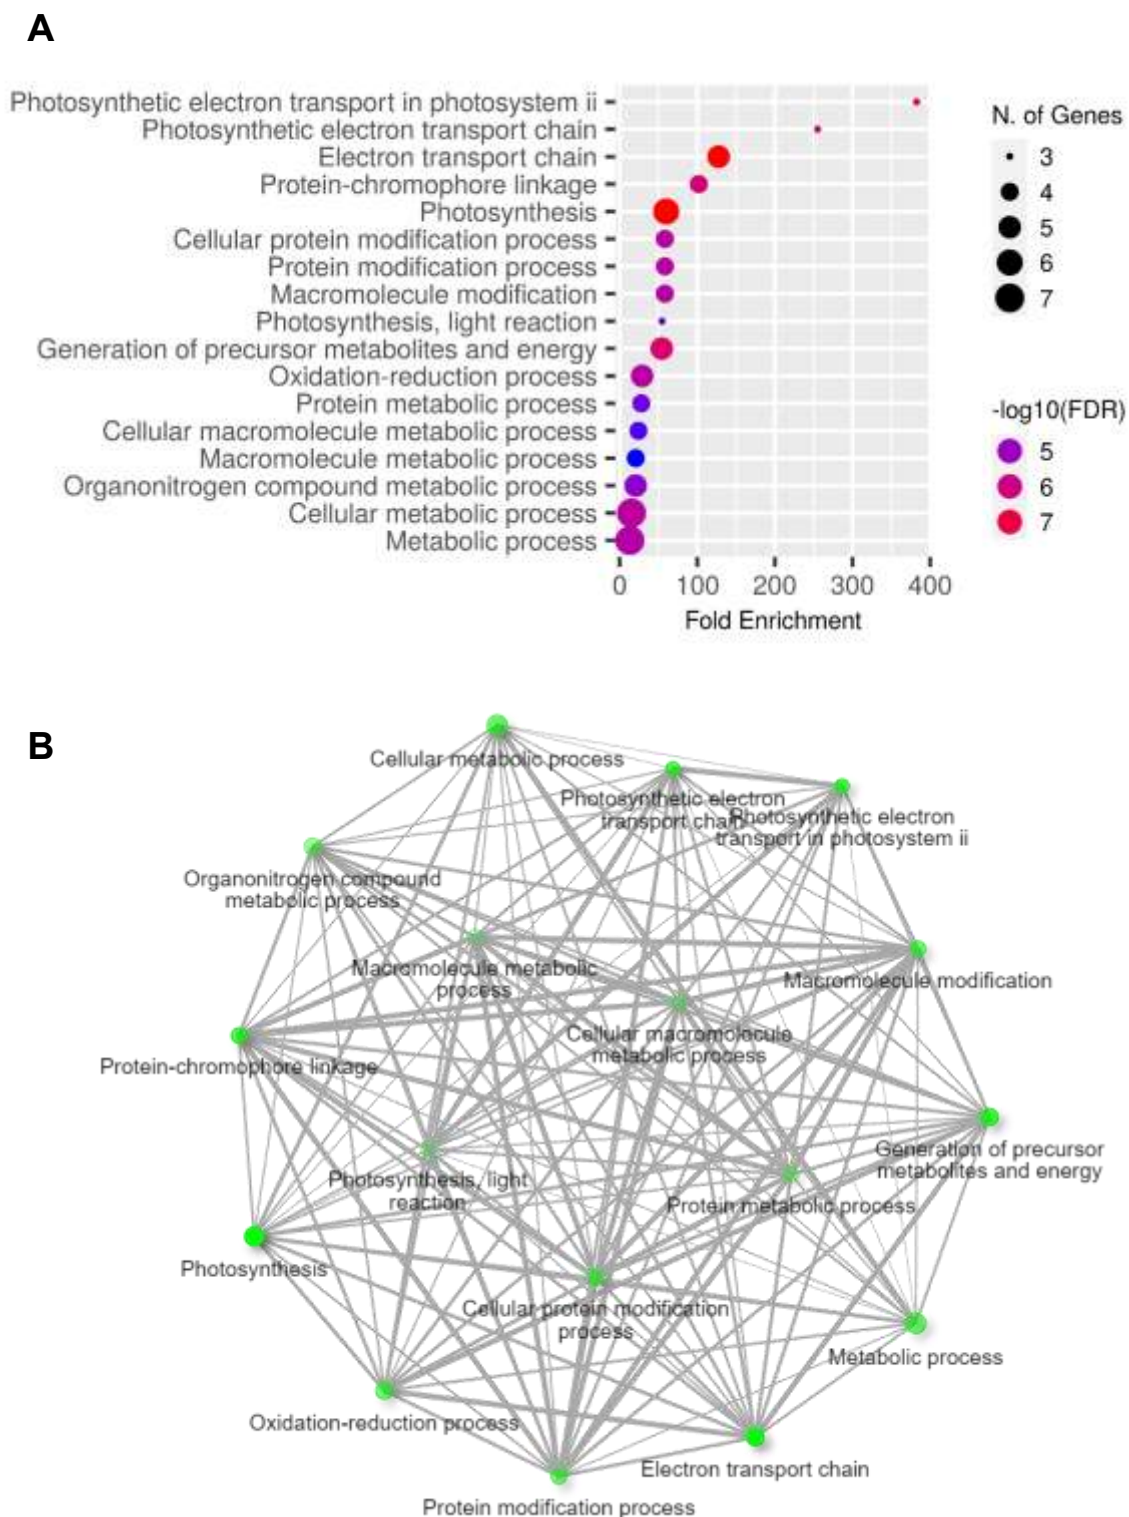 A
Photosynthetic electron transport in photosystem ii
Photosynthetic electron transport chain
Electron transport chain
Protein-chromophore linkage
Photosynthesis
Cellular protein modification process
Protein modification process
Macromolecule modification
Photosynthesis, light reaction
Generation of precursor metabolites and energy
Oxidation-reduction process
Protein metabolic process
Cellular macromolecule metabolic process
Macromolecule metabolic process
Organonitrogen compound metabolic process
Cellular metabolic process
Metabolic process
0 100 200 300 400
Fold Enrichment
N. of Genes
3
4
5
6
7
-log10(FDR)
5
6
7
B
Cellular metabolic process
Photosynthetic electron
transport chain
Photosynthetic electron
transport in photosystem ii
Organonitrogen compound
metabolic process
Macromolecule metabolic
process
Macromolecule modification
Cellular macromolecule
metabolic process
Protein-chromophore linkage
Generation of precursor
metabolites and energy
Photosynthesis, light
reaction
Protein metabolic process
Photosynthesis
Cellular protein modification
process
Metabolic process
Oxidation-reduction process
Electron transport chain
Protein modification process